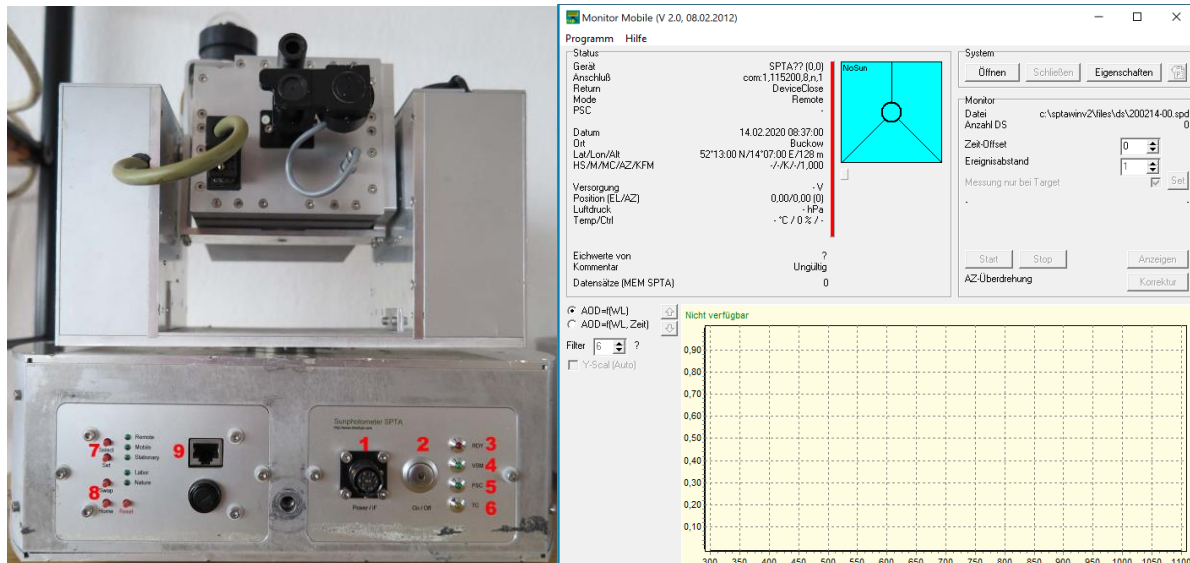 Sunphotometer SPTA
7
Select
Set
Remote
Mobile
Stationary
Labor
Nature
9
8
Swap
Home
Reset
1
2
3
4
5
6
RDY
VSM
PSC
TC
Power / IF
On / Off
Monitor Mobile (V 2.0, 08.02.2012)
Programm Hilfe
Status
Gerät SPTA?? (0,0)
Anschluß com:1,115200,8,n,1
Return DeviceClose
Mode Remote
PSC -
Datum 14.02.2020 08:37:00
Ort Buckow
Lat/Lon/Alt 52°13:00 N/14°07:00 E/128 m
HS/M/MC/AZ/KFM -/-/K/-/1,000
Versorgung - V
Position (EL/AZ) 0,00/0,00 (0)
Luftdruck - hPa
Temp/Ctrl - °C / 0 % / -
Eichwerte von ?
Kommentar Ungültig
Datensätze (MEM SPTA) 0
NoSun
System
Öffnen Schließen Eigenschaften
Monitor
Datei c:\sptawinv2\files\ds\200214-00.spd
Anzahl DS 0
Zeit-Offset 0
Ereignisabstand 1
Messung nur bei Target Set
- -
Start Stop Anzeigen
AZ-Überdrehung Korrektur
AOD=f(WL)
AOD=f(WL, Zeit)
Filter 6 ?
Y-Scal (Auto)
Nicht verfügbar
0,90
0,80
0,70
0,60
0,50
0,40
0,30
0,20
0,10
300 350 400 450 500 550 600 650 700 750 800 850 900 950 1000 1050 1100